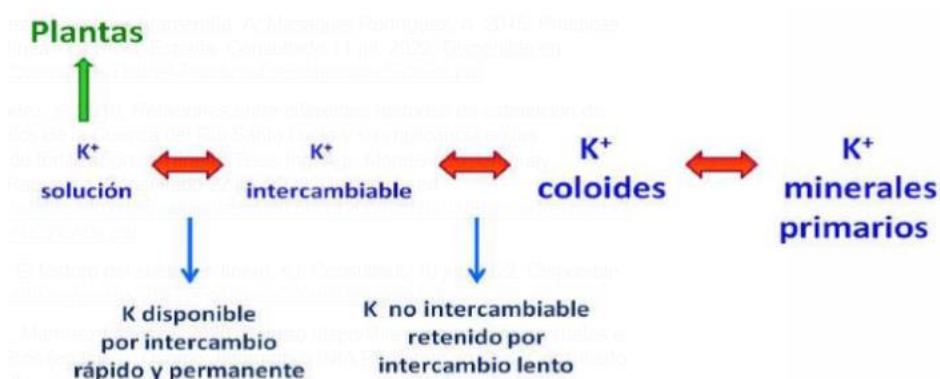 Plantas
K+
solución
K+
intercambiable
K+
coloides
K+
minerales
primarios
K disponible
por intercambio
rápido y permanente
K no intercambiable
retenido por
intercambio lento